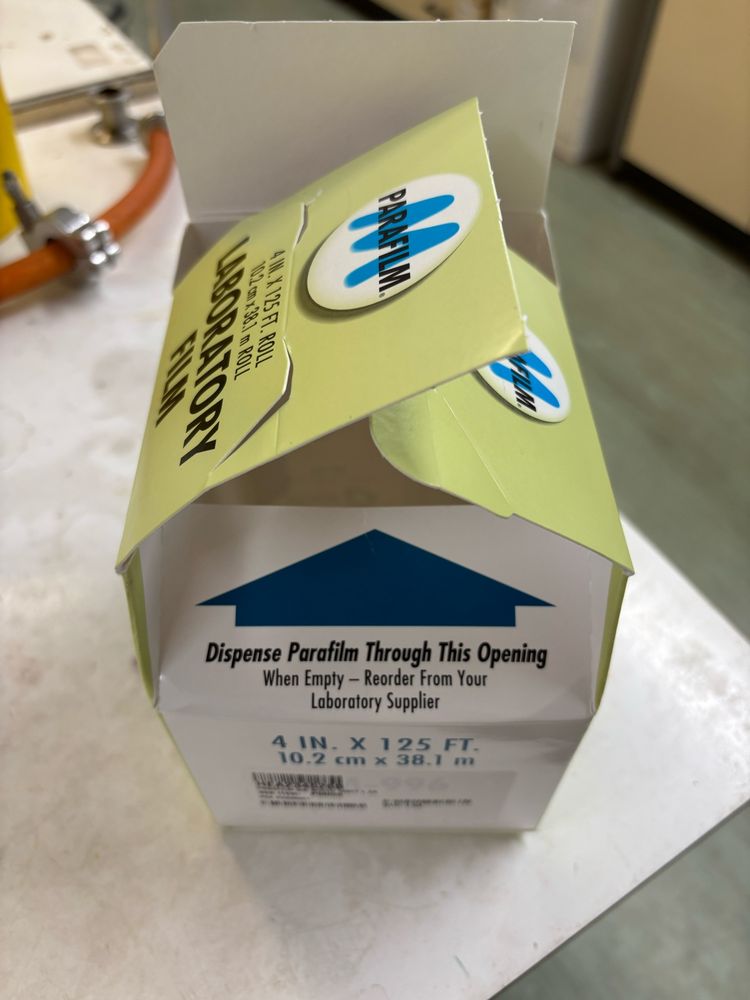 PARAFILM®
4 IN. X 125 FT. ROLL
10.2 cm x 38.1 m ROLL
LABORATORY
FILM
FILM.
Dispense Parafilm Through This Opening
When Empty – Reorder From Your
Laboratory Supplier
4 IN. X 125 FT.
10.2 cm x 38.1 m